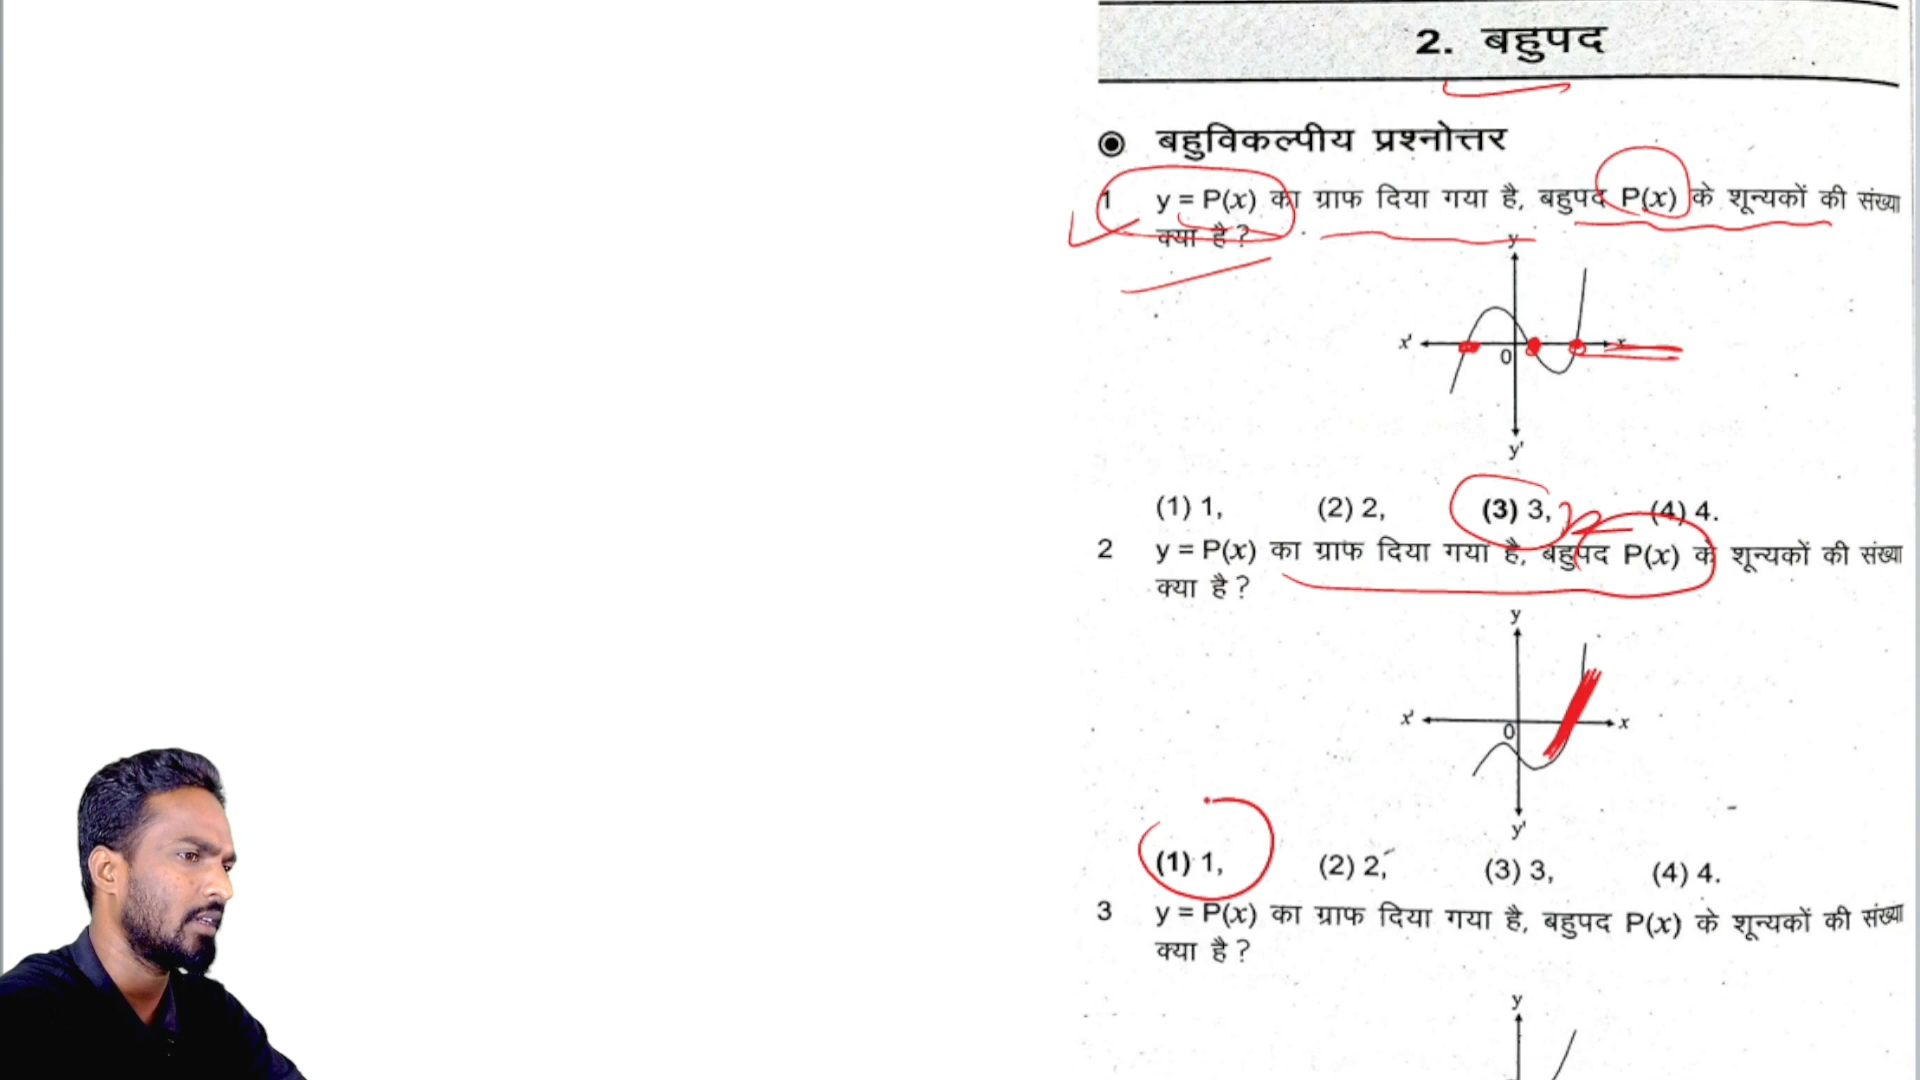 2. बहुपद
बहुविकल्पीय प्रश्नोत्तर
1 y = P(x) का ग्राफ दिया गया है, बहुपद P(x) के शून्यकों की संख्या
क्या है ?
y
x' 0 x
y'
(1) 1, (2) 2, (3) 3, (4) 4.
2 y = P(x) का ग्राफ दिया गया है, बहुपद P(x) के शून्यकों की संख्या
क्या है ?
y
x' 0 x
y'
(1) 1, (2) 2, (3) 3, (4) 4.
3 y = P(x) का ग्राफ दिया गया है, बहुपद P(x) के शून्यकों की संख्या
क्या है ?
y